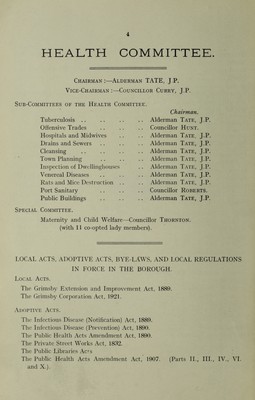 4
HEALTH COMMITTEE.
CHAIRMAN :—ALDERMAN TATE, J.P.
VICE-CHAIRMAN :—COUNCILLOR CURRY, J.P.
SUB-COMMITTEES OF THE HEALTH COMMITTEE.
Chairman.
Tuberculosis .. .. .. .. Alderman TATE, J.P.
Offensive Trades .. .. .. Councillor HUNT.
Hospitals and Midwives .. .. Alderman TATE, J.P.
Drains and Sewers .. .. .. Alderman TATE, J.P.
Cleansing .. .. .. .. Alderman TATE, J.P.
Town Planning .. .. .. Alderman TATE, J.P.
Inspection of Dwellinghouses .. Alderman TATE, J.P.
Venereal Diseases .. .. .. Alderman TATE, J.P.
Rats and Mice Destruction .. .. Alderman TATE, J.P.
Port Sanitary .. .. .. Councillor ROBERTS.
Public Buildings .. .. .. Alderman TATE, J.P.
SPECIAL COMMITTEE.
Maternity and Child Welfare—Councillor THORNTON.
(with 11 co-opted lady members).
LOCAL ACTS, ADOPTIVE ACTS, BYE-LAWS, AND LOCAL REGULATIONS
IN FORCE IN THE BOROUGH.
LOCAL ACTS.
The Grimsby Extension and Improvement Act, 1889.
The Grimsby Corporation Act, 1921.
ADOPTIVE ACTS.
The Infectious Disease (Notification) Act, 1889.
The Infectious Disease (Prevention) Act, 1890.
The Public Health Acts Amendment Act, 1890.
The Private Street Works Act, 1892.
The Public Libraries Acts
The Public Health Acts Amendment Act, 1907. (Parts II., III., IV., VI.
and X.).